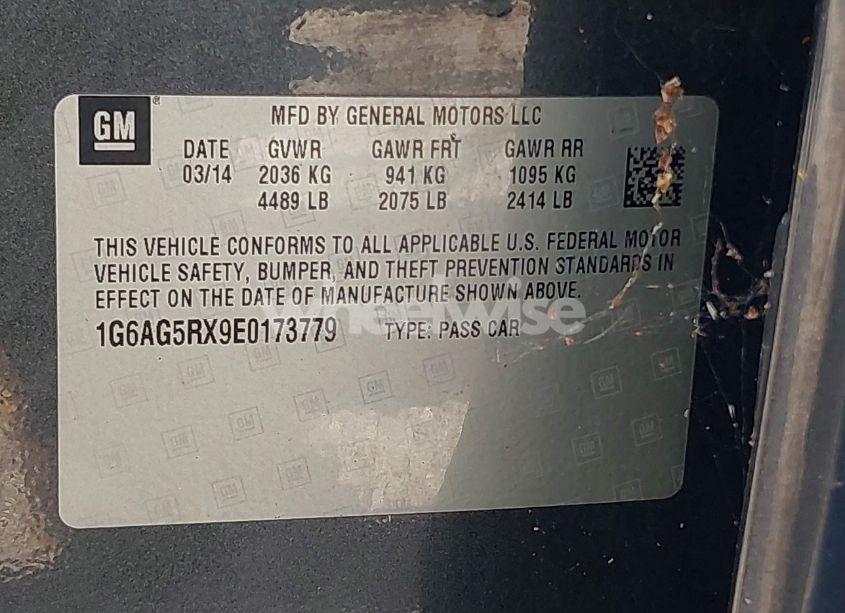 GM ®
MFD BY GENERAL MOTORS LLC
DATE GVWR GAWR FRT GAWR RR
03/14 2036 KG 941 KG 1095 KG
4489 LB 2075 LB 2414 LB
THIS VEHICLE CONFORMS TO ALL APPLICABLE U.S. FEDERAL MOTOR
VEHICLE SAFETY, BUMPER, AND THEFT PREVENTION STANDARDS IN
EFFECT ON THE DATE OF MANUFACTURE SHOWN ABOVE.
1G6AG5RX9E0173779 TYPE: PASS CAR
Wheelwise